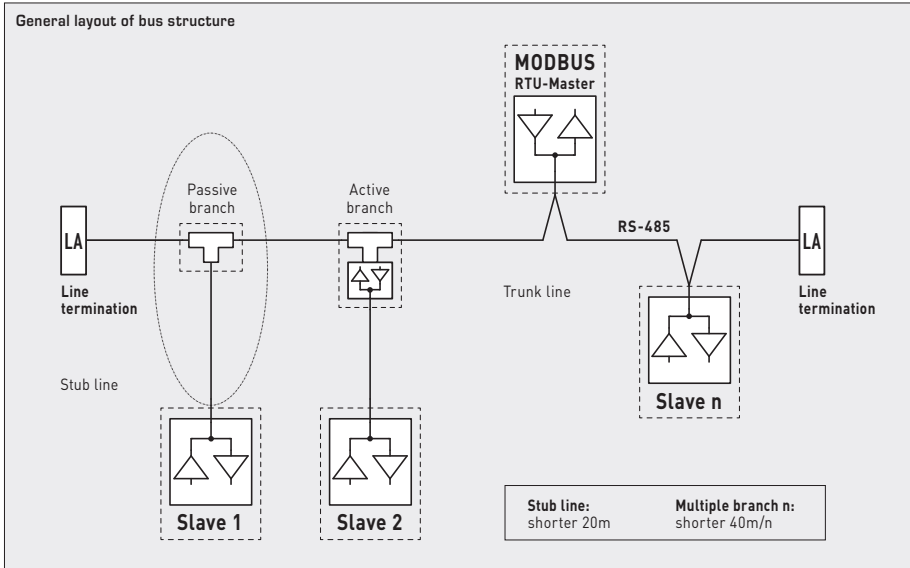 General layout of bus structure
MODBUS
RTU-Master
Passive
branch
Active
branch
LA
RS-485
LA
Line
termination
Trunk line
Line
termination
Stub line
Slave n
Slave 1
Slave 2
Stub line:
shorter 20m
Multiple branch n:
shorter 40m/n